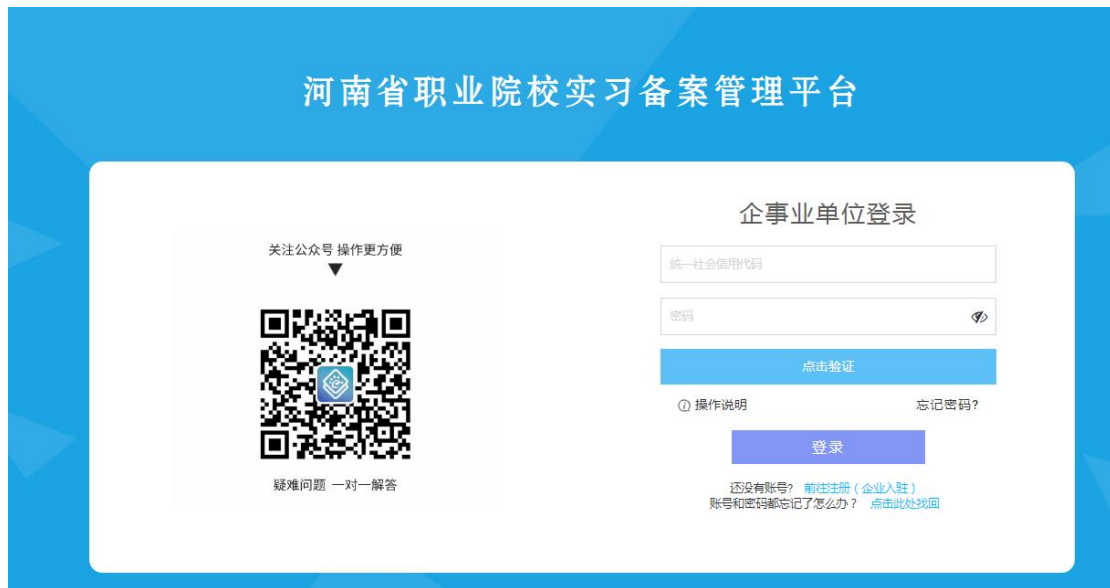 河南省职业院校实习备案管理平台
关注公众号 操作更方便
疑难问题 一对一解答
企事业单位登录
统一社会信用代码
密码
点击验证
操作说明 忘记密码?
登录
还没有账号? 前往注册(企业入驻)
账号和密码都忘记了怎么办? 点击此处找回